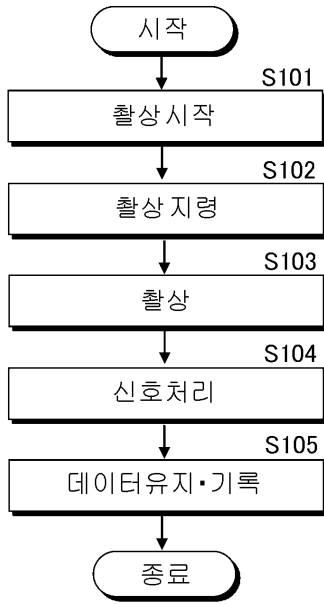 시작
S101
촬상시작
S102
촬상 지령
S103
촬상
S104
신호처리
S105
데이터유지·기록
종료